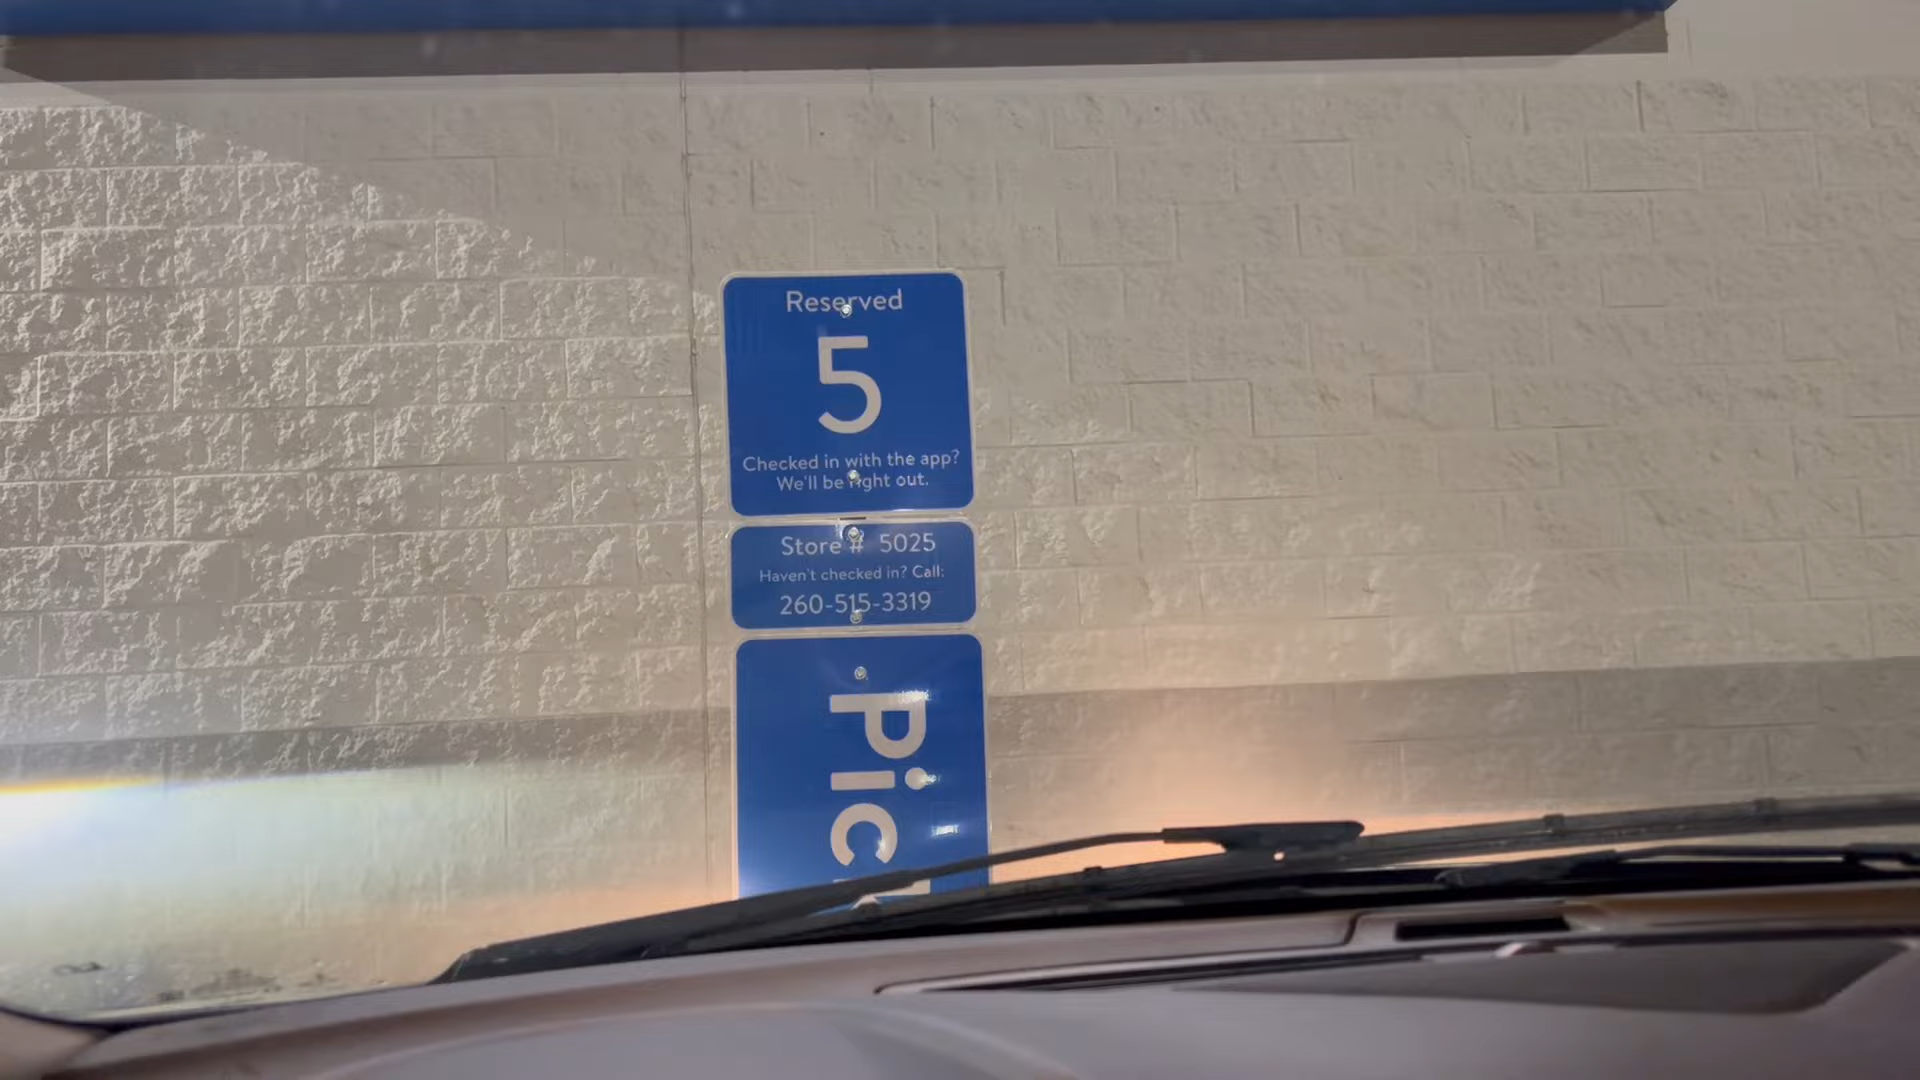 Reserved
5
Checked in with the app?
We'll be right out.
Store # 5025
Haven't checked in? Call:
260-515-3319
Pic